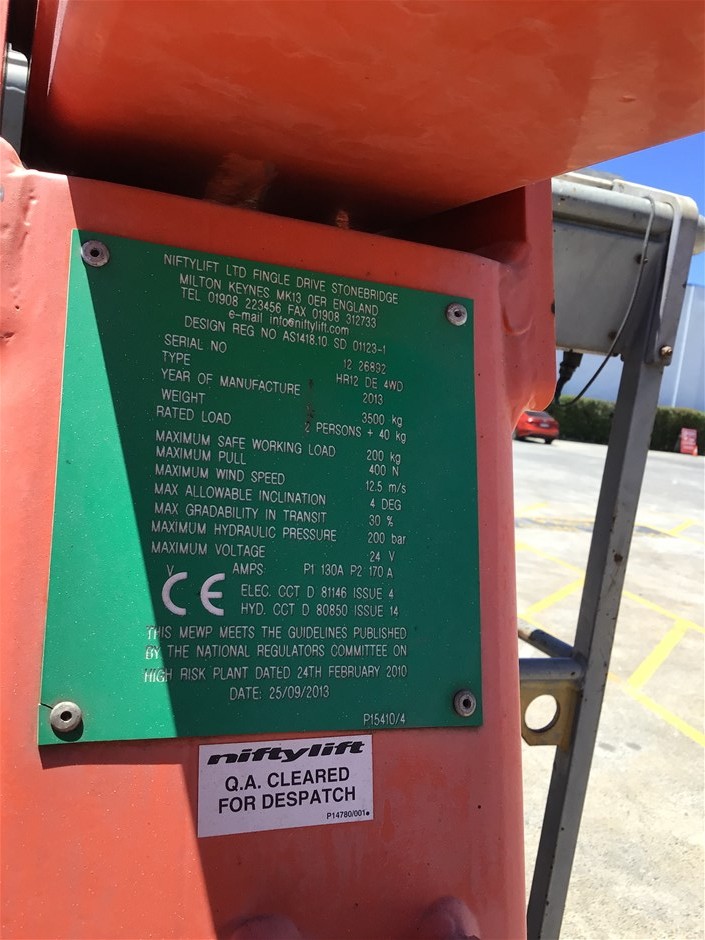 NIFTYLIFT LTD FINGLE DRIVE STONEBRIDGE
MILTON KEYNES MK13 0ER ENGLAND
TEL 01908 223456 FAX 01908 312733
e-mail info@niftylift.com
DESIGN REG NO AS1418.10 SD 01123-1
SERIAL NO 12 26892
TYPE HR12 DE 4WD
YEAR OF MANUFACTURE 2013
WEIGHT 3500 kg
RATED LOAD 2 PERSONS + 40 kg
MAXIMUM SAFE WORKING LOAD 200 kg
MAXIMUM PULL 400 N
MAXIMUM WIND SPEED 12.5 m/s
MAX ALLOWABLE INCLINATION 4 DEG
MAX GRADABILITY IN TRANSIT 30 %
MAXIMUM HYDRAULIC PRESSURE 200 bar
MAXIMUM VOLTAGE 24 V
V AMPS P1 130A P2 170 A
CE ELEC. CCT D 81146 ISSUE 4
HYD. CCT D 80850 ISSUE 14
THIS MEWP MEETS THE GUIDELINES PUBLISHED
BY THE NATIONAL REGULATORS COMMITTEE ON
HIGH RISK PLANT DATED 24TH FEBRUARY 2010
DATE: 25/09/2013
P15410/4
niftylift
Q.A. CLEARED
FOR DESPATCH
P14780/001